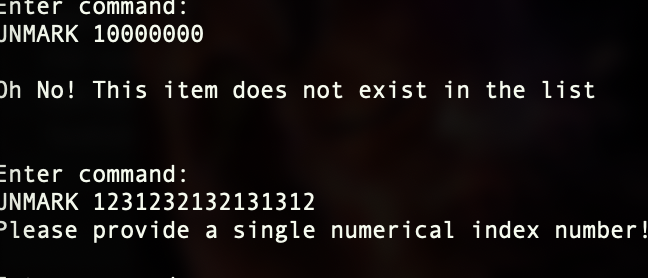 Enter command:
UNMARK 10000000
Oh No! This item does not exist in the list
Enter command:
UNMARK 1231232132131312
Please provide a single numerical index number!